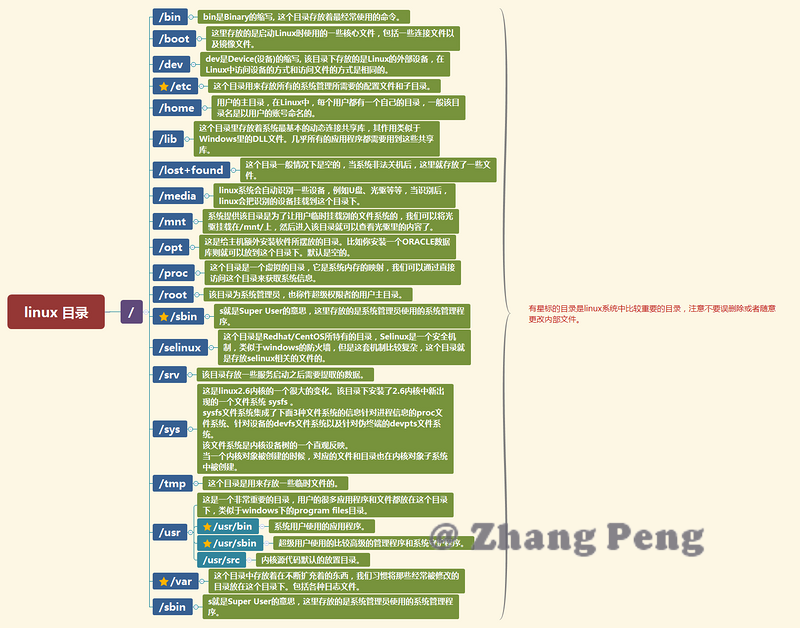 /bin
bin是Binary的缩写, 这个目录存放着最经常使用的命令。
/boot
这里存放的是启动Linux时使用的一些核心文件，包括一些连接文件以
及镜像文件。
/dev
dev是Device(设备)的缩写, 该目录下存放的是Linux的外部设备，在
Linux中访问设备的方式和访问文件的方式是相同的。
/etc
这个目录用来存放所有的系统管理所需要的配置文件和子目录。
/home
用户的主目录，在Linux中，每个用户都有一个自己的目录，一般该目
录名是以用户的账号命名的。
/lib
这个目录里存放着系统最基本的动态连接共享库，其作用类似于
Windows里的DLL文件。几乎所有的应用程序都需要用到这些共享
库。
/lost+found
这个目录一般情况下是空的，当系统非法关机后，这里就存放了一些文
件。
/media
linux系统会自动识别一些设备，例如U盘、光驱等等，当识别后，
linux会把识别的设备挂载到这个目录下。
/mnt
系统提供该目录是为了让用户临时挂载别的文件系统的，我们可以将光
驱挂载在/mnt/上，然后进入该目录就可以查看光驱里的内容了。
/opt
这是给主机额外安装软件所摆放的目录。比如你安装一个ORACLE数据
库则就可以放到这个目录下。默认是空的。
/proc
这个目录是一个虚拟的目录，它是系统内存的映射，我们可以通过直接
访问这个目录来获取系统信息。
linux 目录
/
/root
该目录为系统管理员，也称作超级权限者的用户主目录。
/sbin
s就是Super User的意思，这里存放的是系统管理员使用的系统管理程
序。
/selinux
这个目录是Redhat/CentOS所特有的目录，Selinux是一个安全机
制，类似于windows的防火墙，但是这套机制比较复杂，这个目录就
是存放selinux相关的文件的。
/srv
该目录存放一些服务启动之后需要提取的数据。
/sys
这是linux2.6内核的一个很大的变化。该目录下安装了2.6内核中新出
现的一个文件系统 sysfs 。
sysfs文件系统集成了下面3种文件系统的信息针对进程信息的proc文
件系统、针对设备的devfs文件系统以及针对伪终端的devpts文件系
统。
该文件系统是内核设备树的一个直观反映。
当一个内核对象被创建的时候，对应的文件和目录也在内核对象子系统
中被创建。
/tmp
这个目录是用来存放一些临时文件的。
/usr
这是一个非常重要的目录，用户的很多应用程序和文件都放在这个目录
下，类似于windows下的program files目录。
/usr/bin
系统用户使用的应用程序。
/usr/sbin
超级用户使用的比较高级的管理程序和系统守护程序。
/usr/src
内核源代码默认的放置目录。
/var
这个目录中存放着在不断扩充着的东西，我们习惯将那些经常被修改的
目录放在这个目录下。包括各种日志文件。
/sbin
s就是Super User的意思，这里存放的是系统管理员使用的系统管理程
序。
有星标的目录是linux系统中比较重要的目录，注意不要误删除或者随意
更改内部文件。
@ Zhang Peng